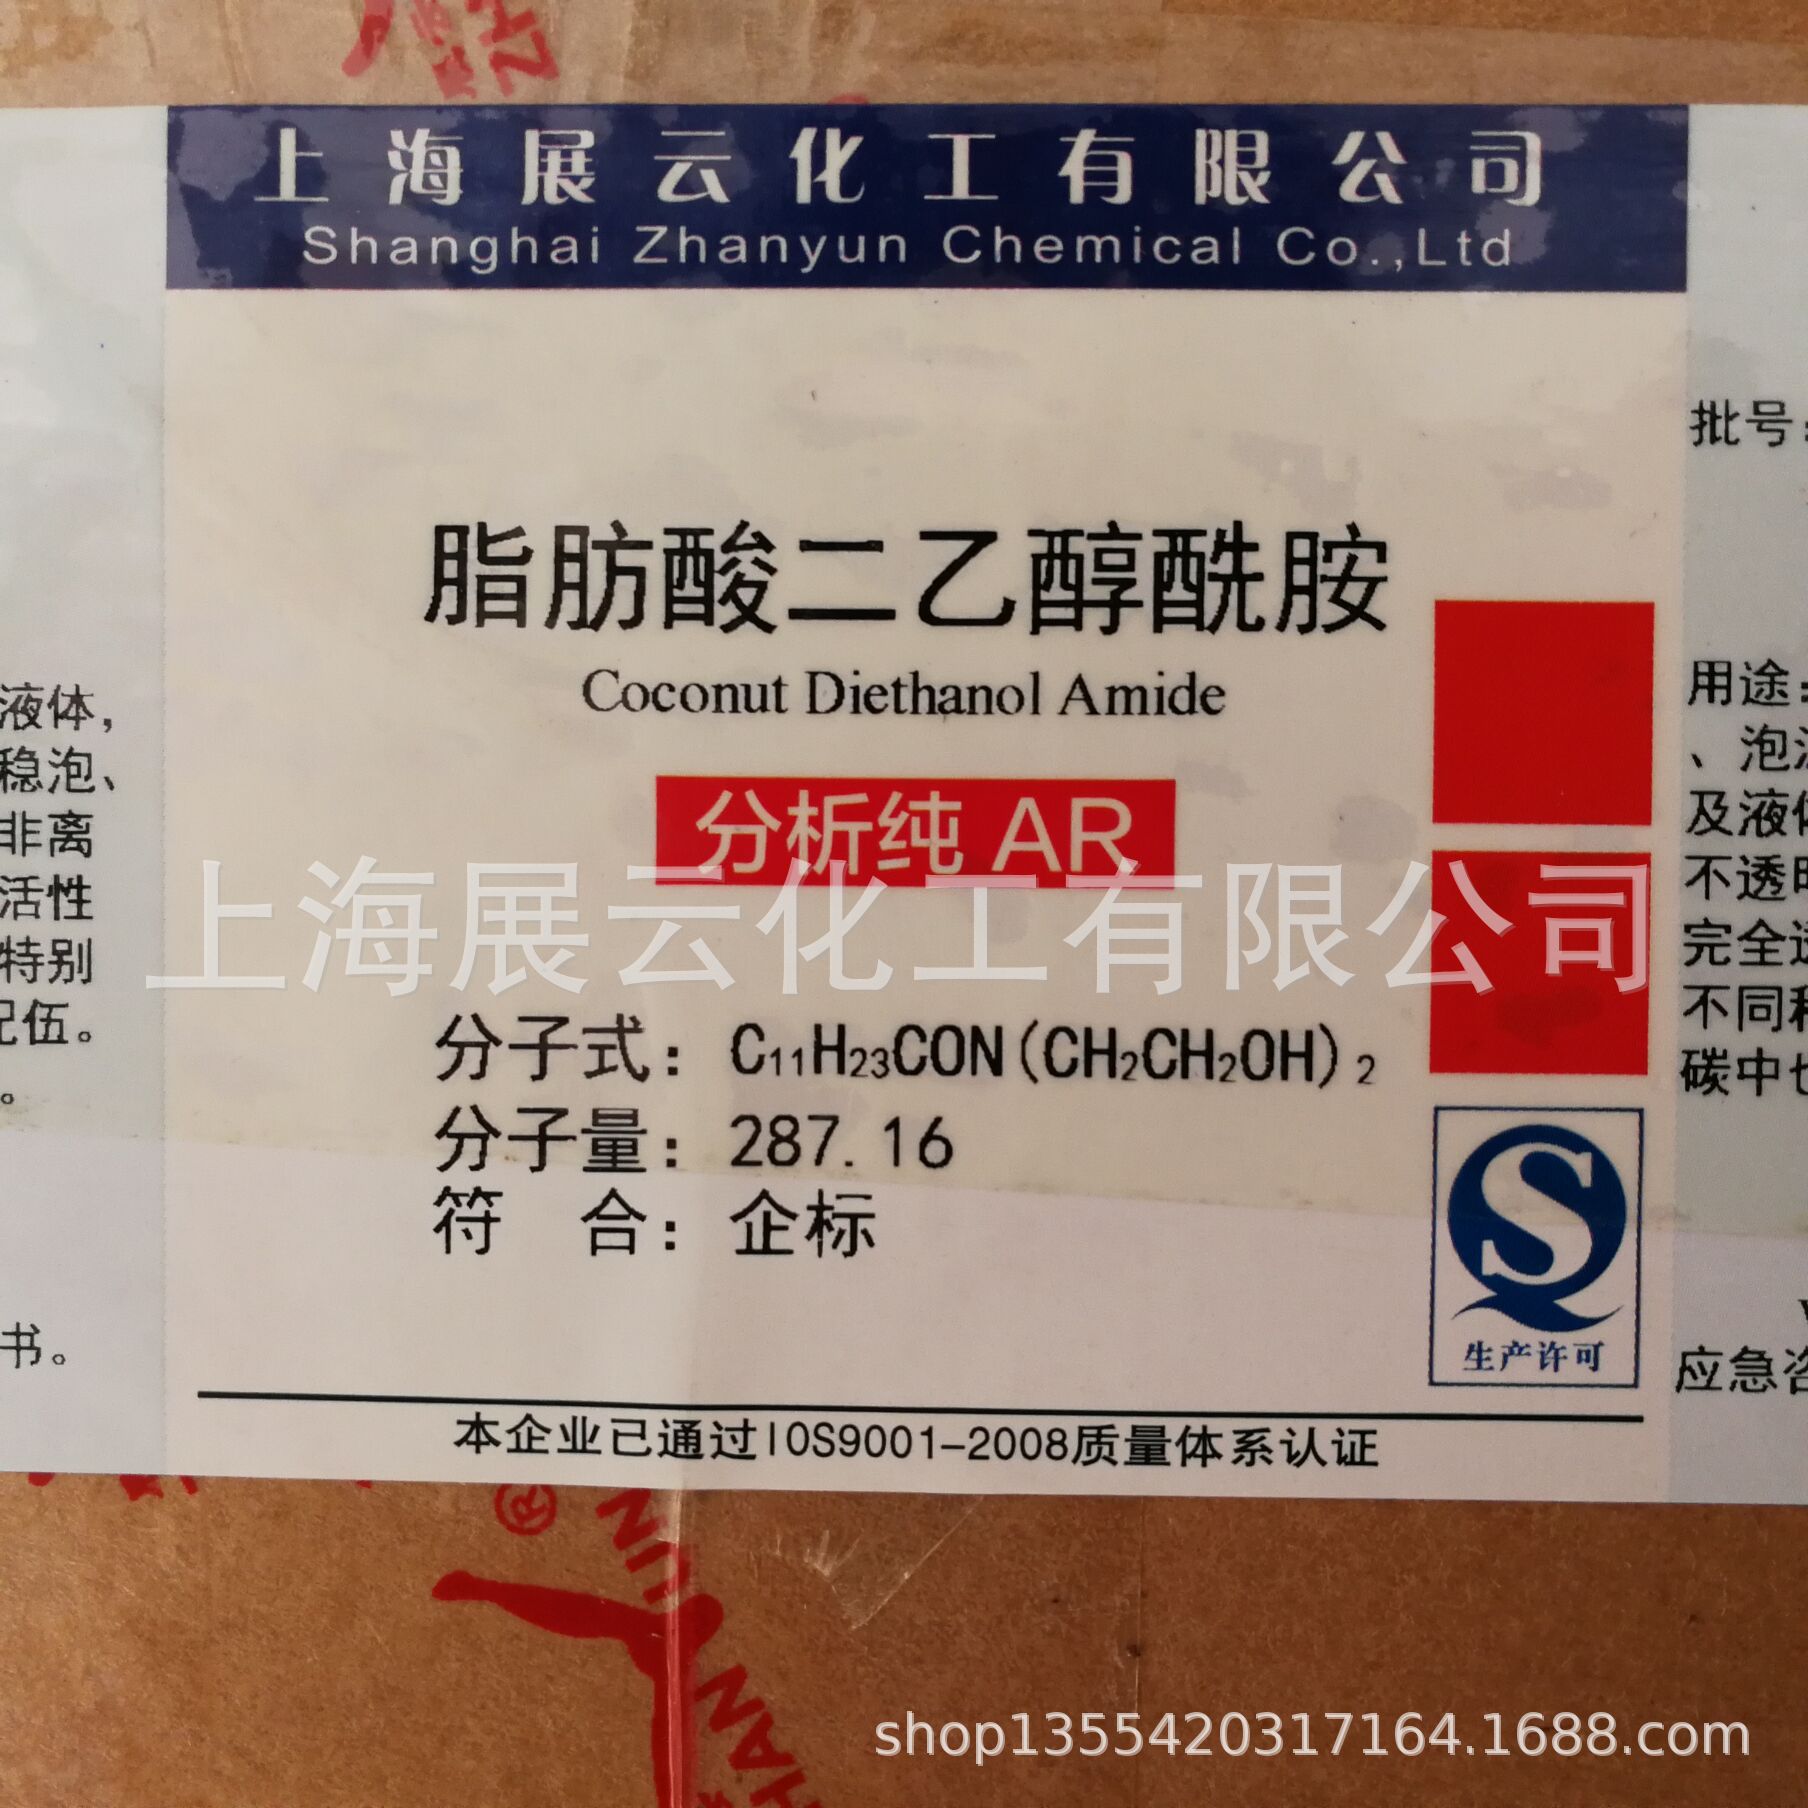 上海展云化工有限公司
Shanghai Zhanyun Chemical Co.,Ltd
脂肪酸二乙醇酰胺
Coconut Diethanol Amide
分析纯 AR
上海展云化工有限公司
分子式：C₁₁H₂₃CON(CH₂CH₂OH)₂
分子量：287.16
符 合：企标
生产许可
本企业已通过IOS9001-2008质量体系认证
液体，
稳泡、
非离
活性
特别
配伍。
。
书。
批号：
用途：
、泡
及液体
不透明
完全透
不同
碳中也
应急咨
shop1355420317164.1688.com